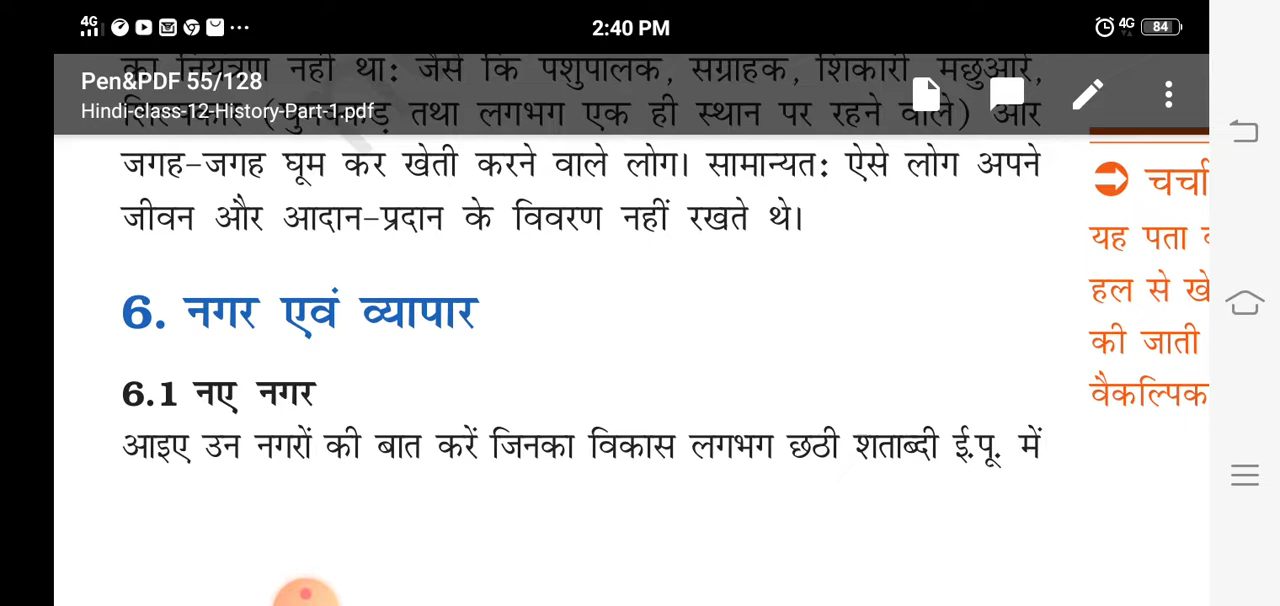 4G 2:40 PM 4G 84
का नियंत्रण नहीं था: जैसे कि पशुपालक, संग्राहक, शिकारी, मछुआरे,
Pen&PDF 55/128
Hindi-class-12-History-Part-1.pdf
तथा लगभग एक ही स्थान पर रहने वाले) और
जगह-जगह घूम कर खेती करने वाले लोग। सामान्यत: ऐसे लोग अपने
जीवन और आदान-प्रदान के विवरण नहीं रखते थे।
6. नगर एवं व्यापार
6.1 नए नगर
आइए उन नगरों की बात करें जिनका विकास लगभग छठी शताब्दी ई.पू. में
चर्चा
यह पता
हल से
की जाती
वैकल्पिक